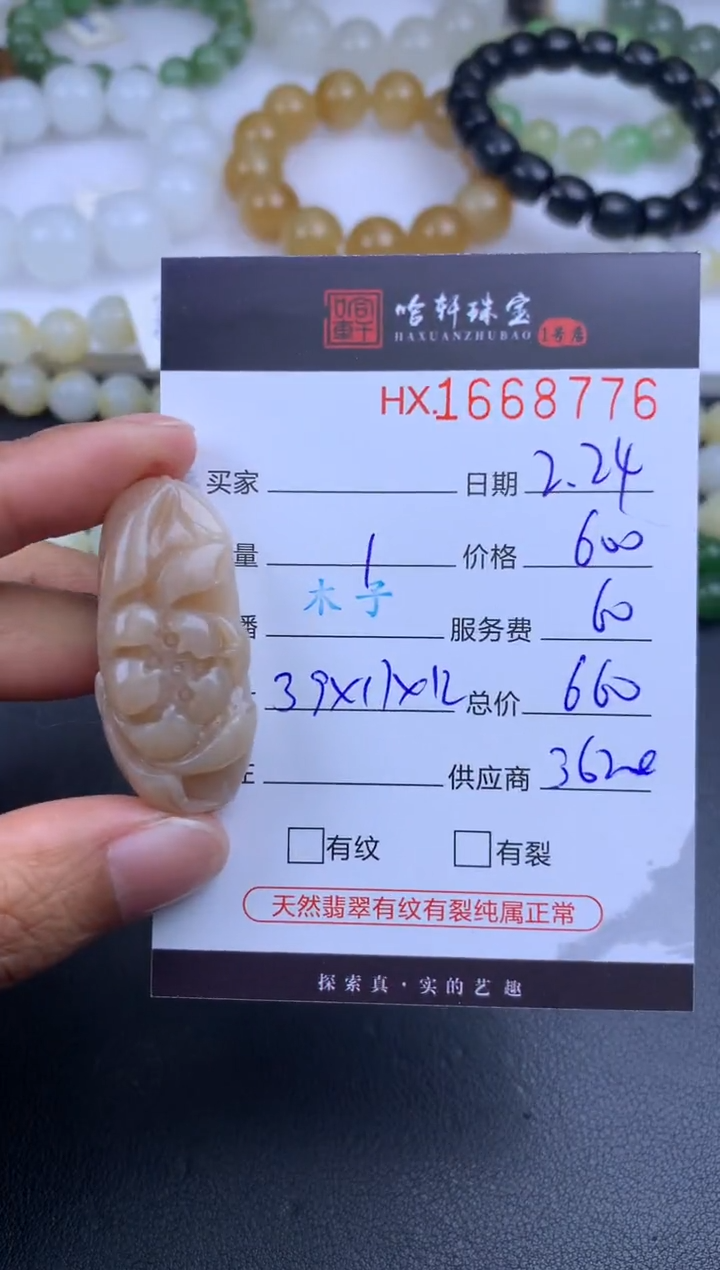 哈轩珠宝
HAXUANZHUBAO 1号店
HX.1668776
买家 日期 2.24
量 1 价格 600
木子
播 服务费 60
39X17X12 总价 660
供应商 362
有纹 有裂
天然翡翠有纹有裂纯属正常
探索真·实的艺趣